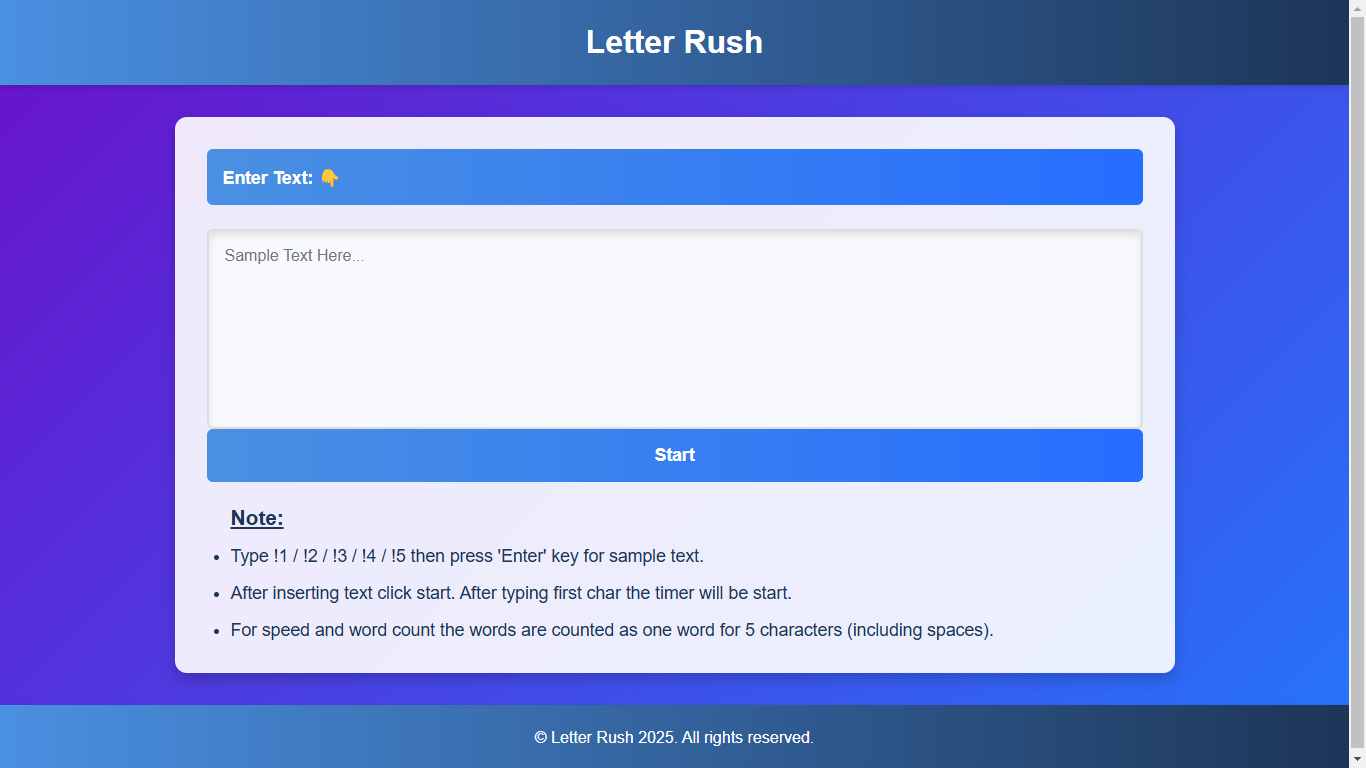 Letter Rush
Enter Text: 👇
Sample Text Here...
Start
Note:
• Type !1 / !2 / !3 / !4 / !5 then press 'Enter' key for sample text.
• After inserting text click start. After typing first char the timer will be start.
• For speed and word count the words are counted as one word for 5 characters (including spaces).
© Letter Rush 2025. All rights reserved.